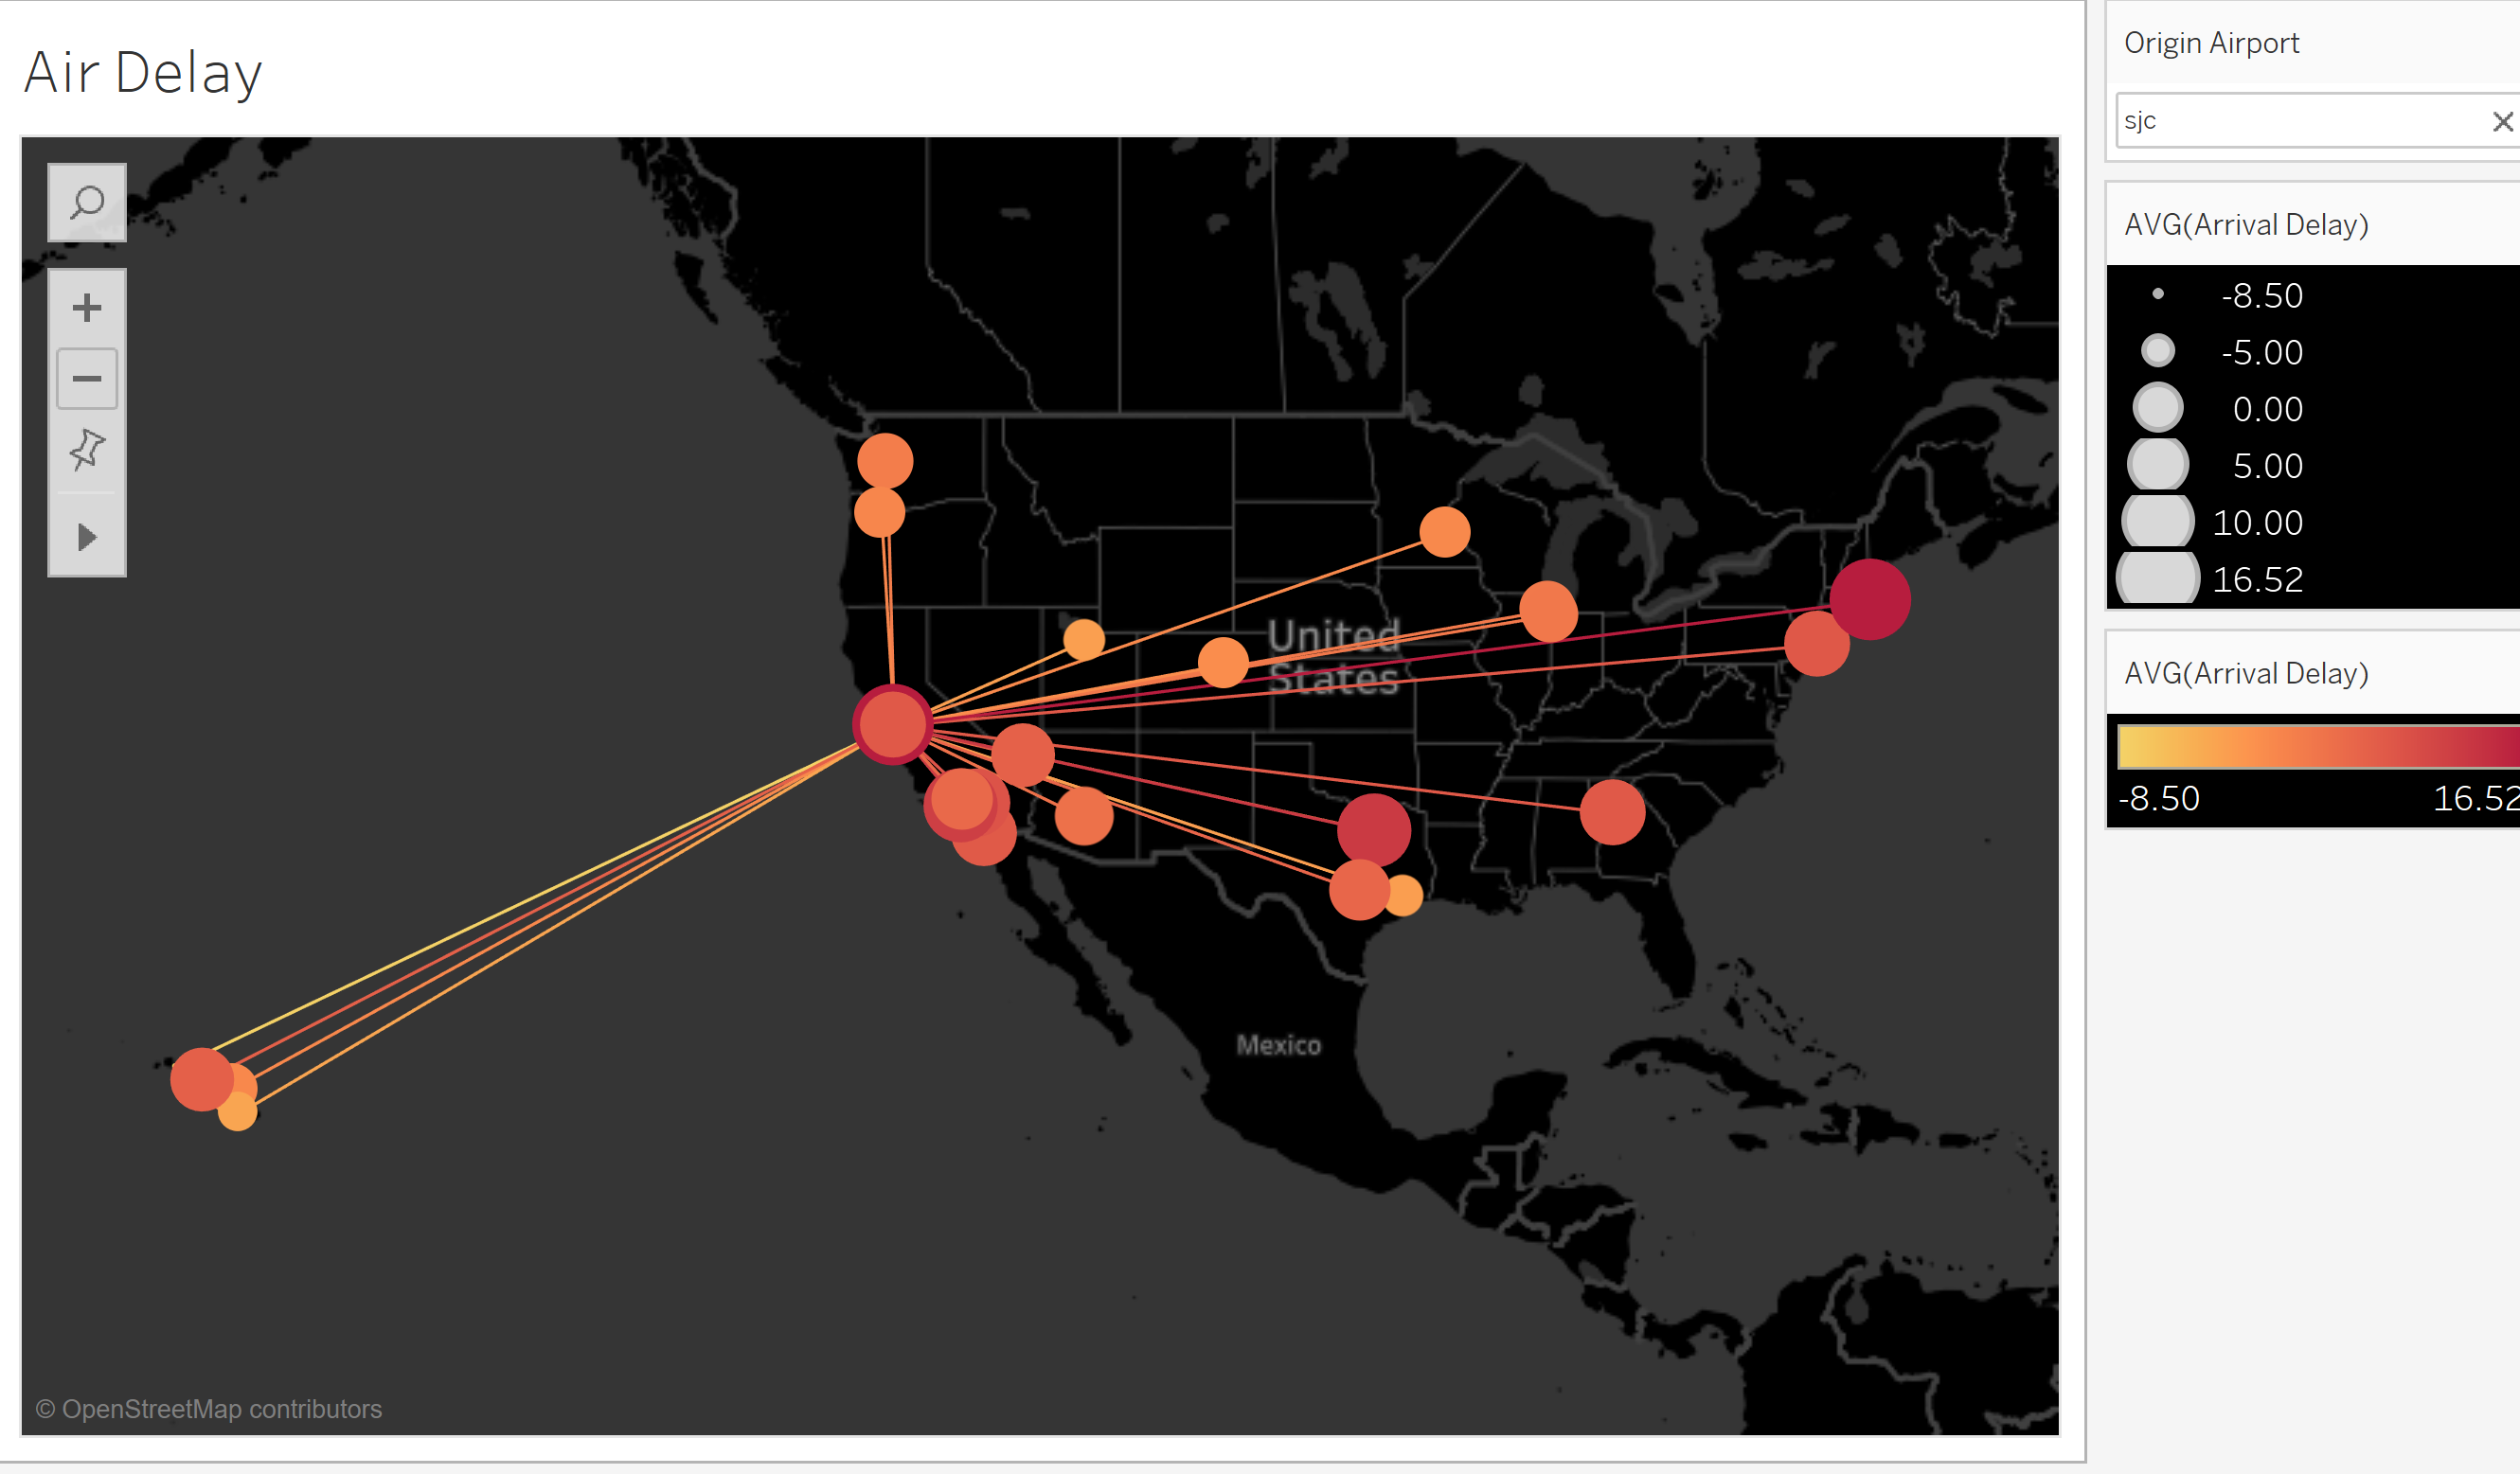 Air Delay
United
States
Mexico
© OpenStreetMap contributors
Origin Airport
sjc
AVG(Arrival Delay)
-8.50
-5.00
0.00
5.00
10.00
16.52
AVG(Arrival Delay)
-8.50 16.52